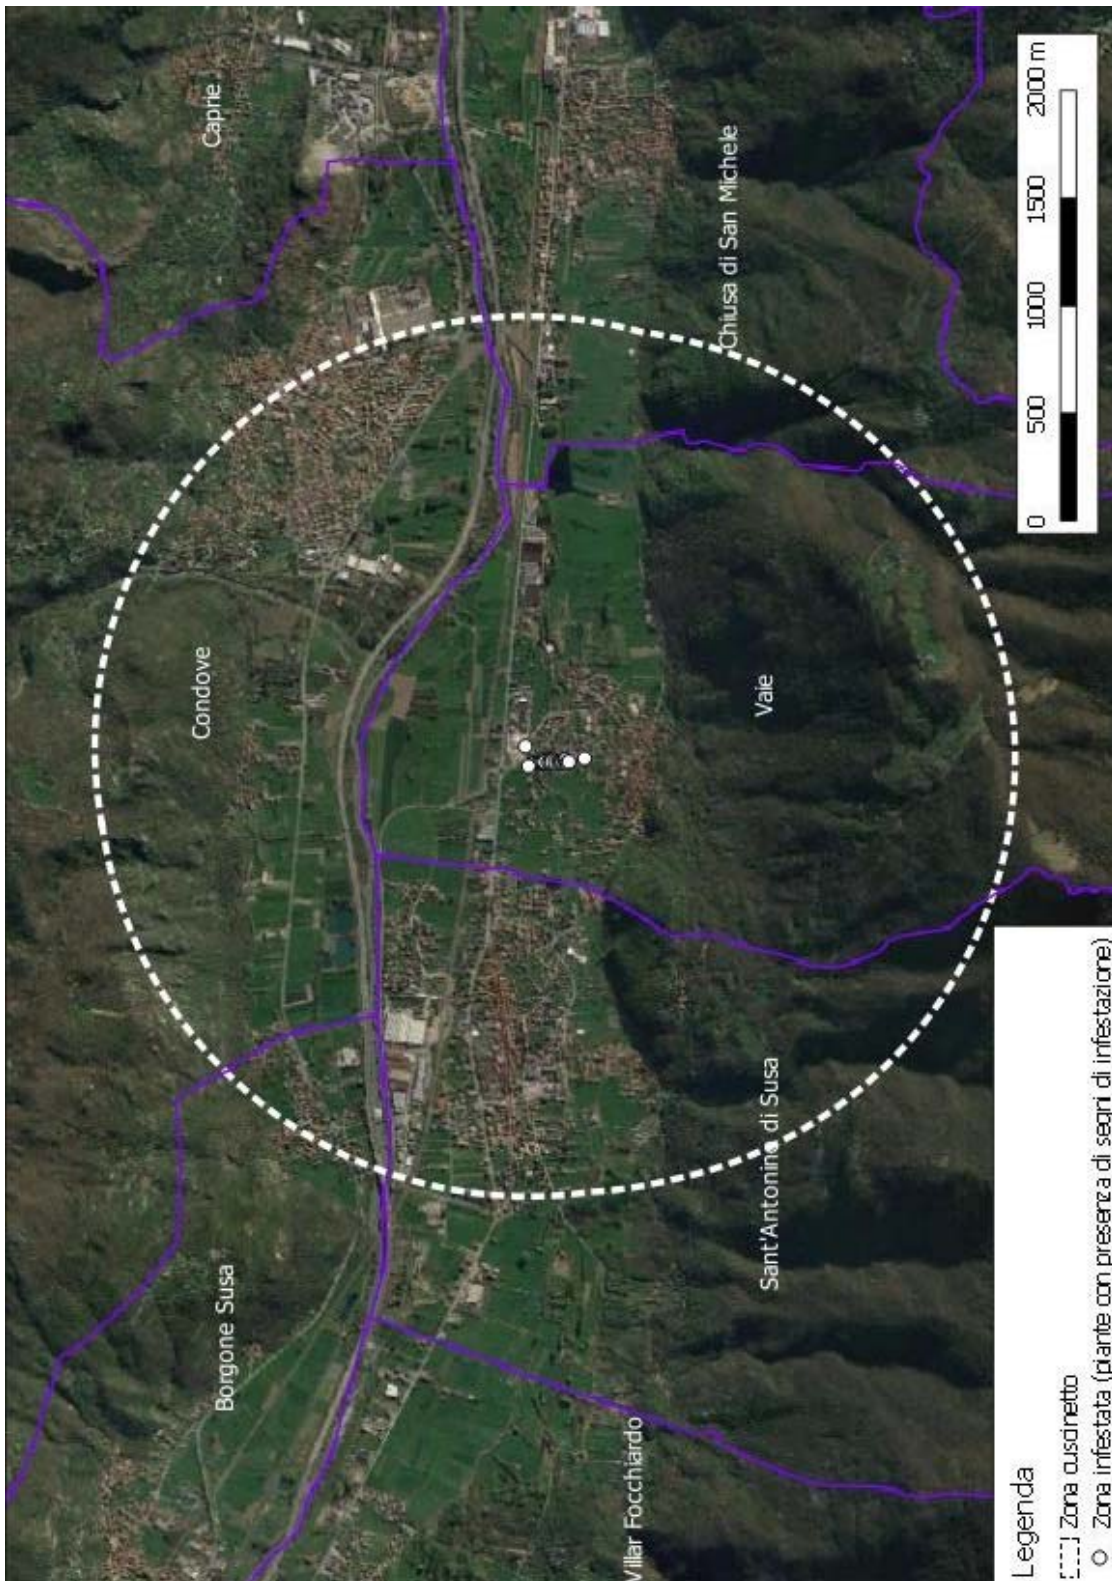 Caprie
Chiusa di San Michele
Condove
Vaie
Borgone Susa
Sant'Antonino di Susa
Villar Focchiardo
0 500 1000 1500 2000 m
Legenda
Zona cuscinetto
Zona infestata (piante con presenza di segni di infestazione)